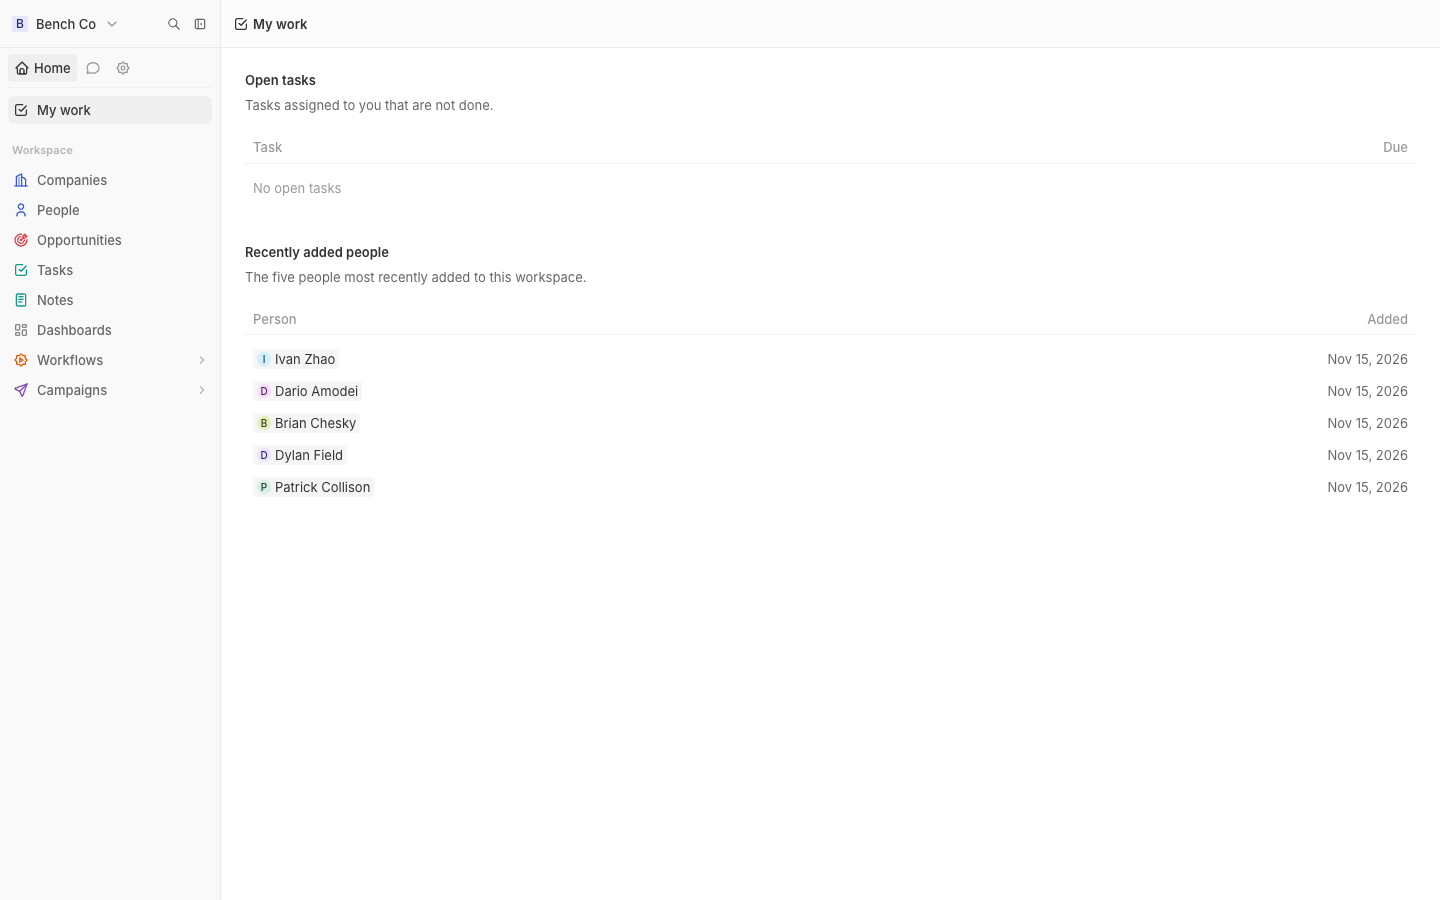 B Bench Co
My work
Home
My work
Workspace
Companies
People
Opportunities
Tasks
Notes
Dashboards
Workflows
Campaigns
Open tasks
Tasks assigned to you that are not done.
Task Due
No open tasks
Recently added people
The five people most recently added to this workspace.
Person Added
I Ivan Zhao Nov 15, 2026
D Dario Amodei Nov 15, 2026
B Brian Chesky Nov 15, 2026
D Dylan Field Nov 15, 2026
P Patrick Collison Nov 15, 2026